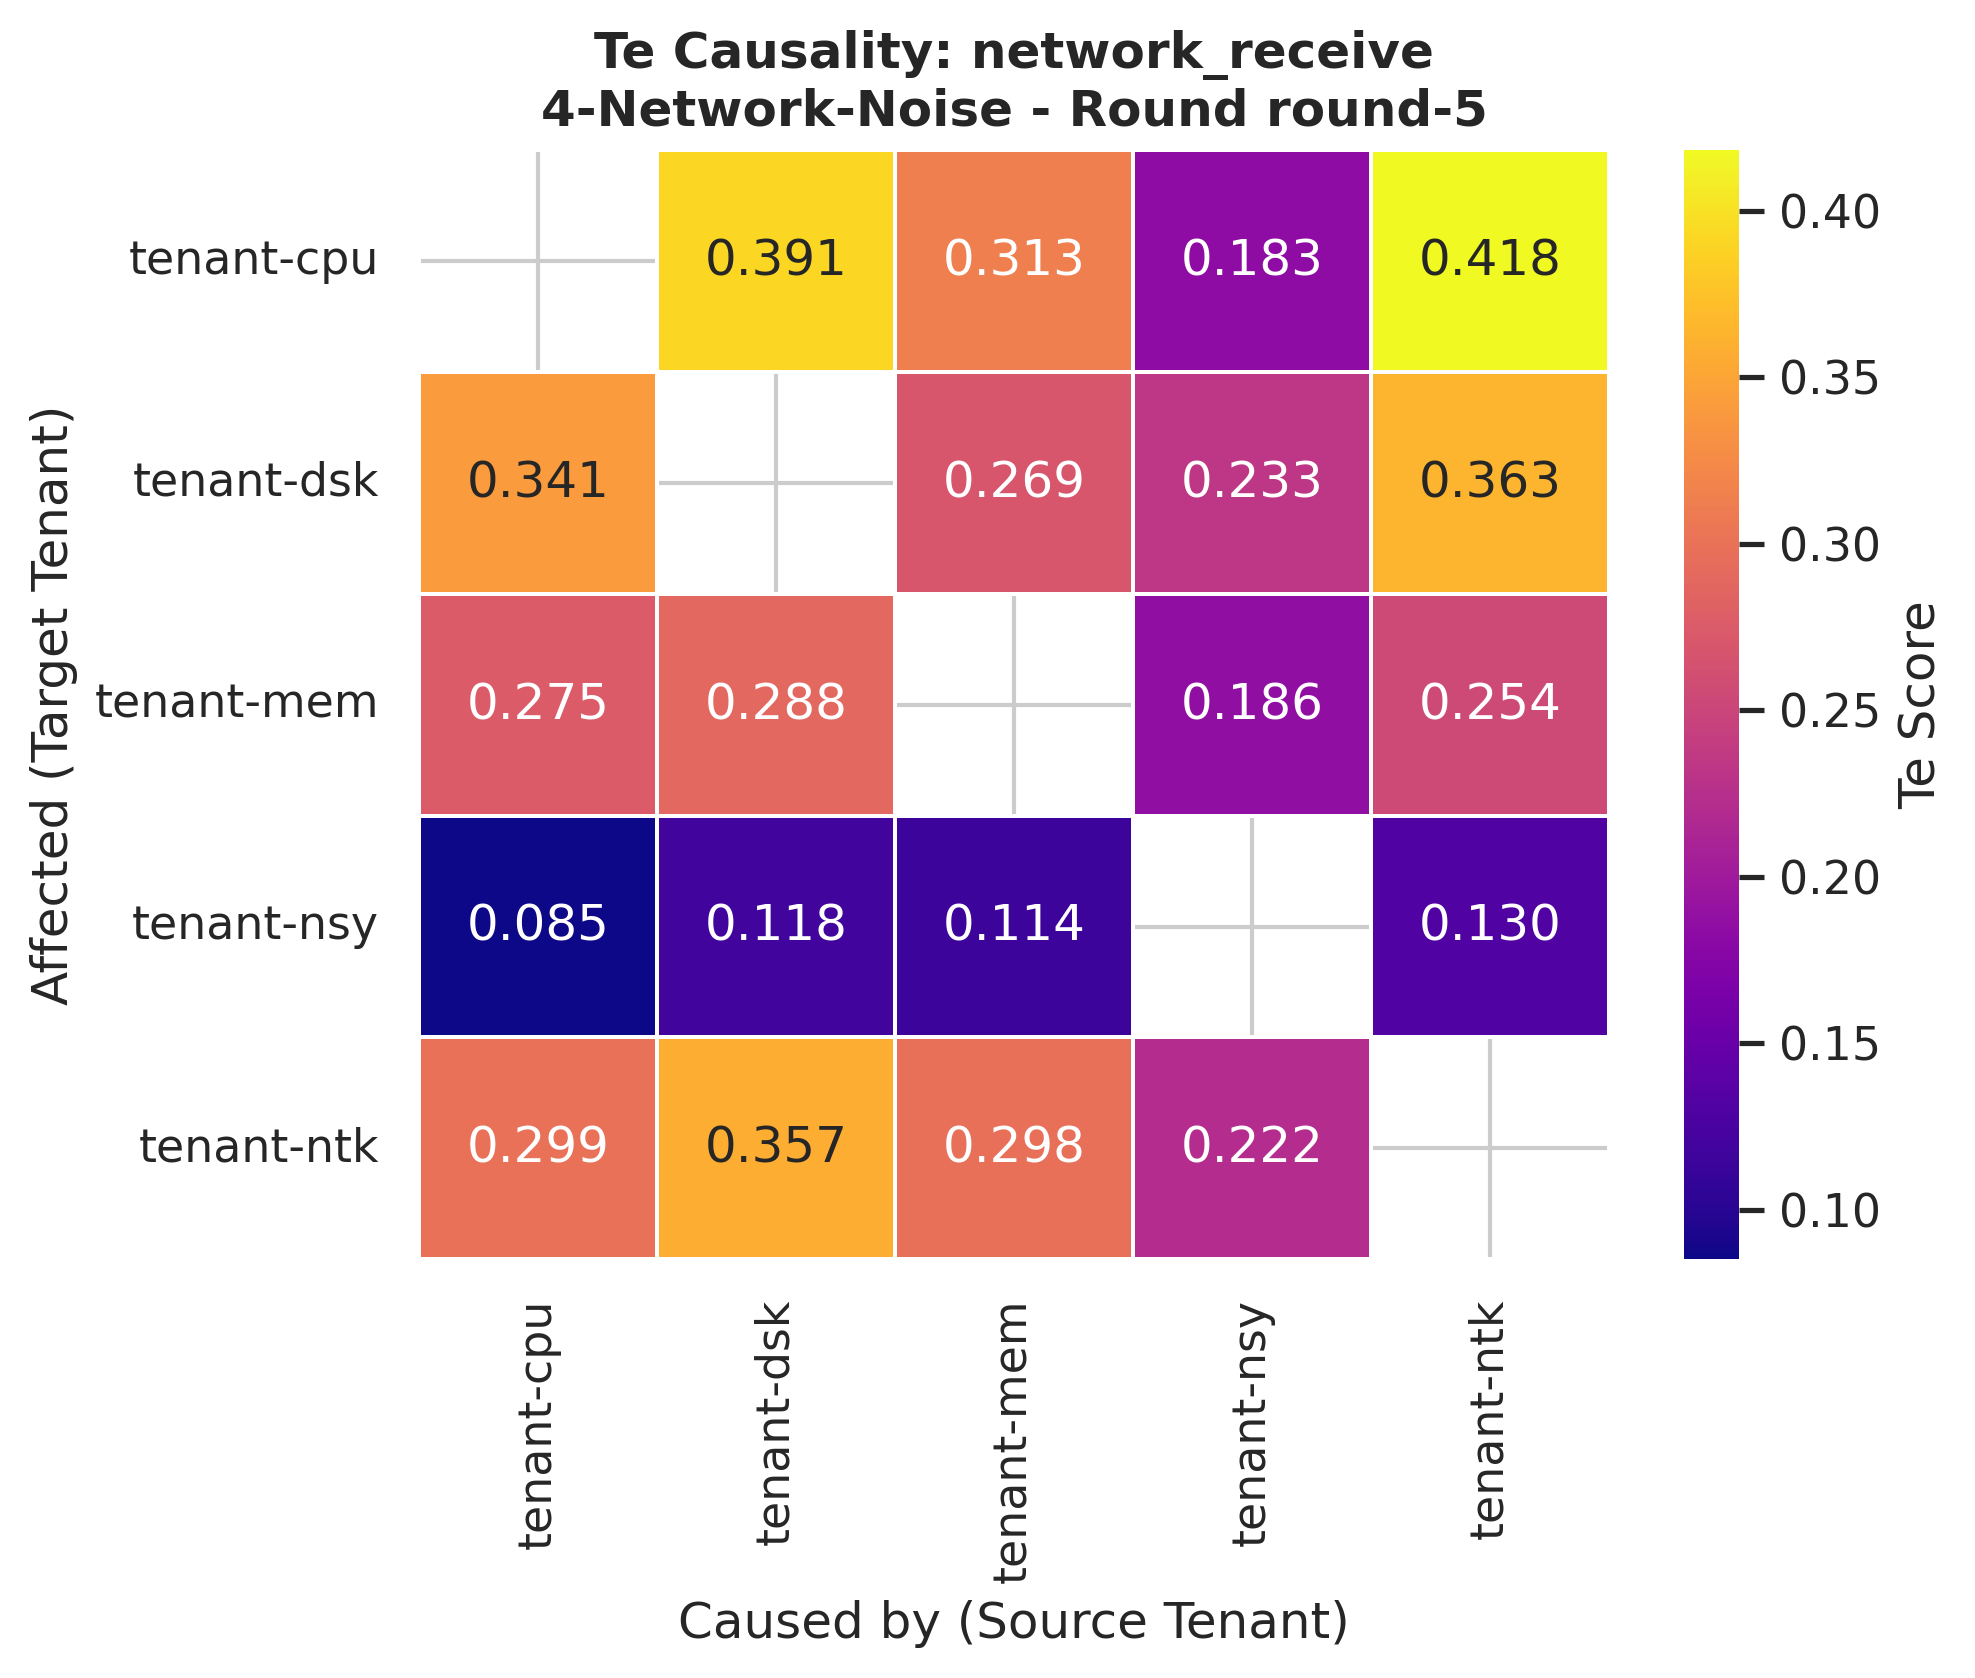 Te Causality: network_receive
4-Network-Noise - Round round-5
Affected (Target Tenant)
tenant-cpu 0.391 0.313 0.183 0.418
tenant-dsk 0.341 0.269 0.233 0.363
tenant-mem 0.275 0.288 0.186 0.254
tenant-nsy 0.085 0.118 0.114 0.130
tenant-ntk 0.299 0.357 0.298 0.222
tenant-cpu tenant-dsk tenant-mem tenant-nsy tenant-ntk
Caused by (Source Tenant)
0.40
0.35
0.30
0.25
0.20
0.15
0.10
Te Score